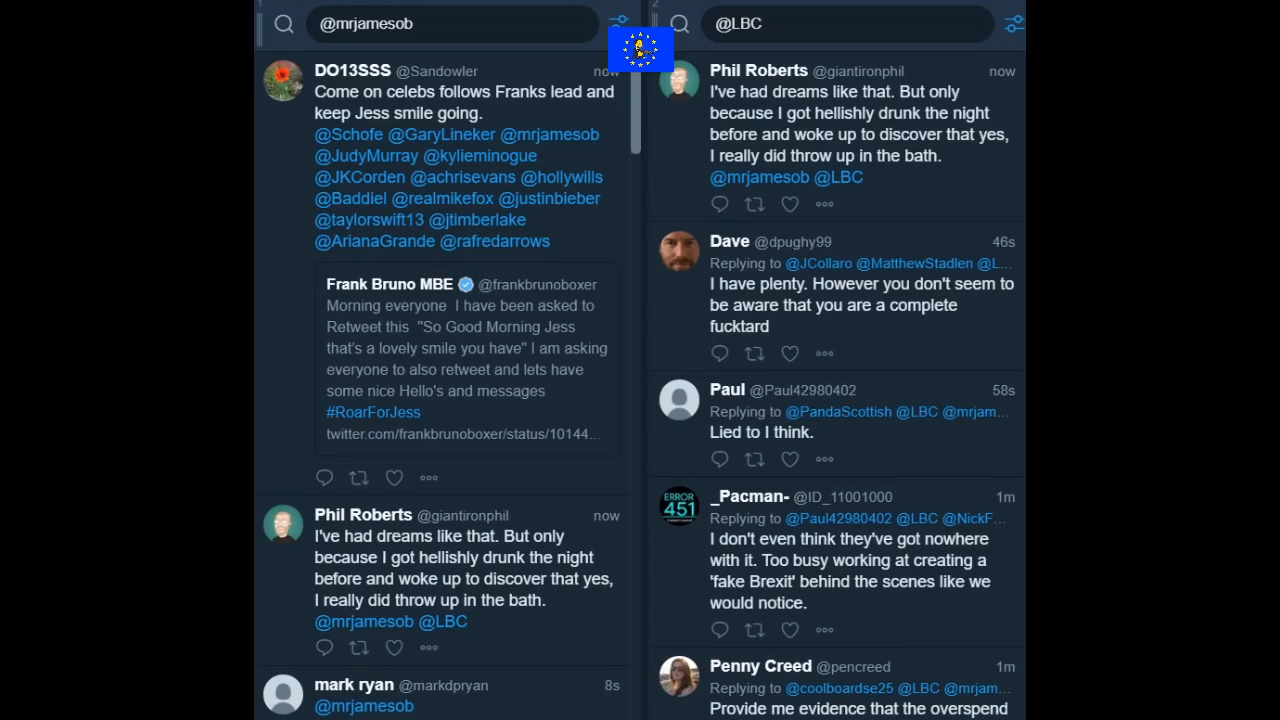 1
@mrjamesob
DO13SSS @Sandowler now
Come on celebs follows Franks lead and
keep Jess smile going.
@Schofe @GaryLineker @mrjamesob
@JudyMurray @kylieminogue
@JKCorden @achrisevans @hollywills
@Baddiel @realmikefox @justinbieber
@taylorswift13 @jtimberlake
@ArianaGrande @rafredarrows
Frank Bruno MBE @frankbrunoboxer
Morning everyone I have been asked to
Retweet this "So Good Morning Jess
that's a lovely smile you have" I am asking
everyone to also retweet and lets have
some nice Hello's and messages
#RoarForJess
twitter.com/frankbrunoboxer/status/10144...
Phil Roberts @giantironphil now
I've had dreams like that. But only
because I got hellishly drunk the night
before and woke up to discover that yes,
I really did throw up in the bath.
@mrjamesob @LBC
mark ryan @markdpryan 8s
@mrjamesob
2
@LBC
Phil Roberts @giantironphil now
I've had dreams like that. But only
because I got hellishly drunk the night
before and woke up to discover that yes,
I really did throw up in the bath.
@mrjamesob @LBC
Dave @dpughy99 46s
Replying to @JCollaro @MatthewStadlen @L...
I have plenty. However you don't seem to
be aware that you are a complete
fucktard
Paul @Paul42980402 58s
Replying to @PandaScottish @LBC @mrjam...
Lied to I think.
ERROR
451
_Pacman- @ID_11001000 1m
Replying to @Paul42980402 @LBC @NickF...
I don't even think they've got nowhere
with it. Too busy working at creating a
'fake Brexit' behind the scenes like we
would notice.
Penny Creed @pencreed 1m
Replying to @coolboardse25 @LBC @mrjam...
Provide me evidence that the overspend